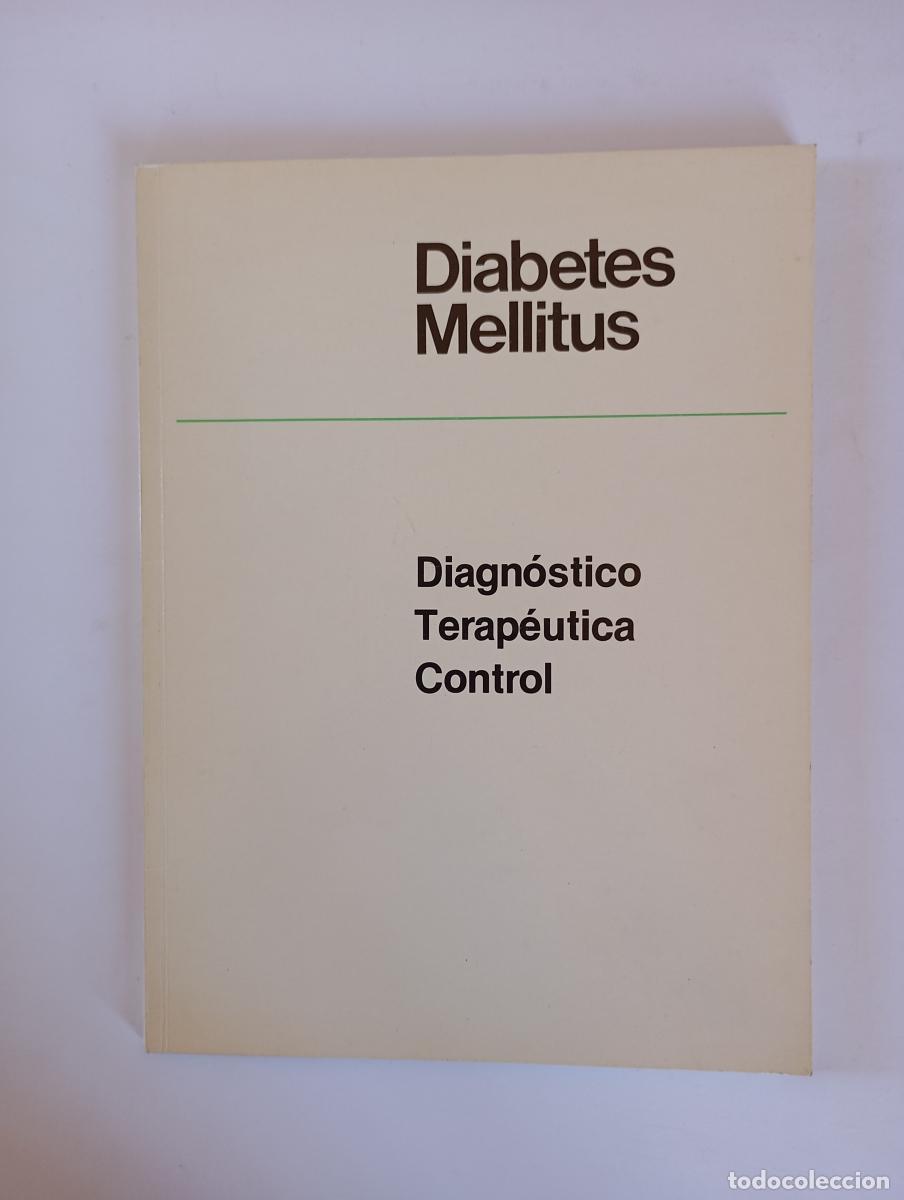 Diabetes
Mellitus
Diagnóstico
Terapéutica
Control
todocoleccion